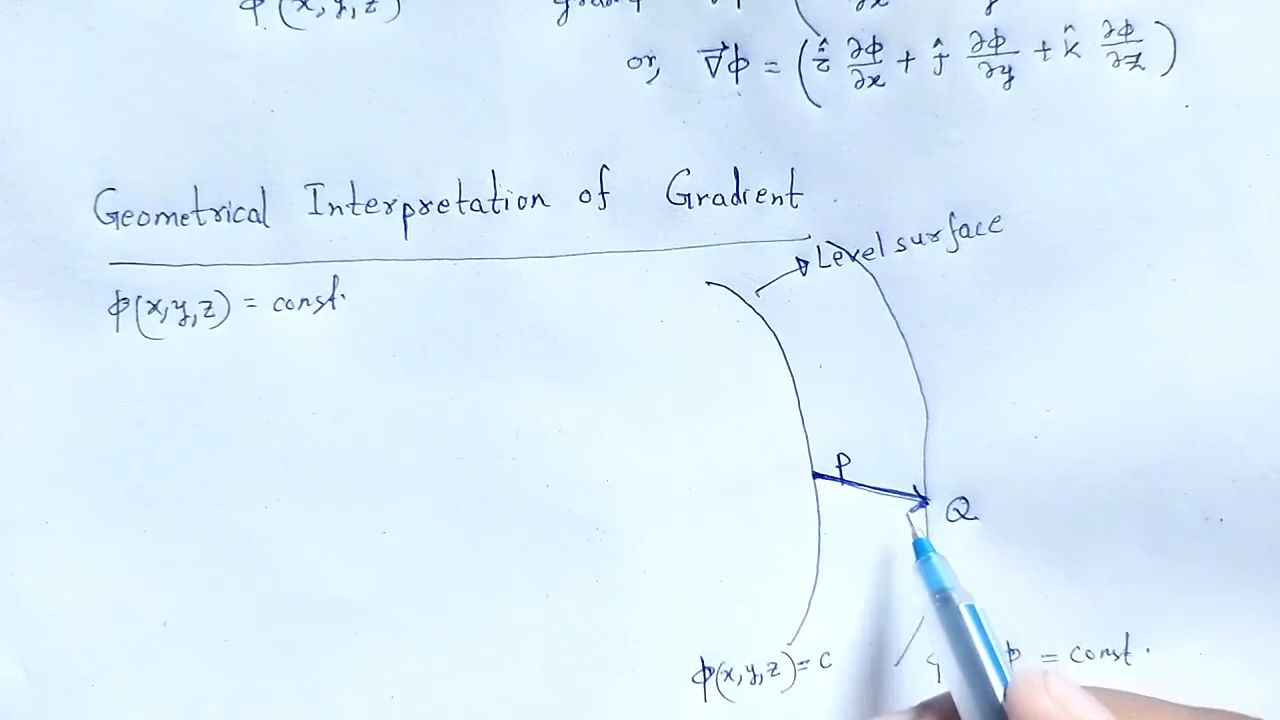 φ(x,y,z)
or, ∇⃗φ = (î ∂φ/∂x + ĵ ∂φ/∂y + k̂ ∂φ/∂z)
Geometrical Interpretation of Gradient
Level surface
φ(x,y,z) = const.
P
Q
φ(x,y,z)= c
φ = const.